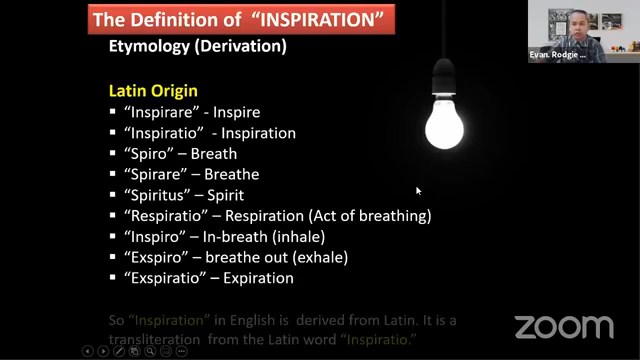 The Definition of “INSPIRATION”
Etymology (Derivation)
Evan. Rodgie ...
Latin Origin
▪ “Inspirare” - Inspire
▪ “Inspiratio” - Inspiration
▪ “Spiro” – Breath
▪ “Spirare” – Breathe
▪ “Spiritus” – Spirit
▪ “Respiratio” – Respiration (Act of breathing)
▪ “Inspiro” – In-breath (inhale)
▪ “Exspiro” – breathe out (exhale)
▪ “Exspiratio” – Expiration
So “Inspiration” in English is derived from Latin. It is a
transliteration from the Latin word “Inspiratio.”
zoom